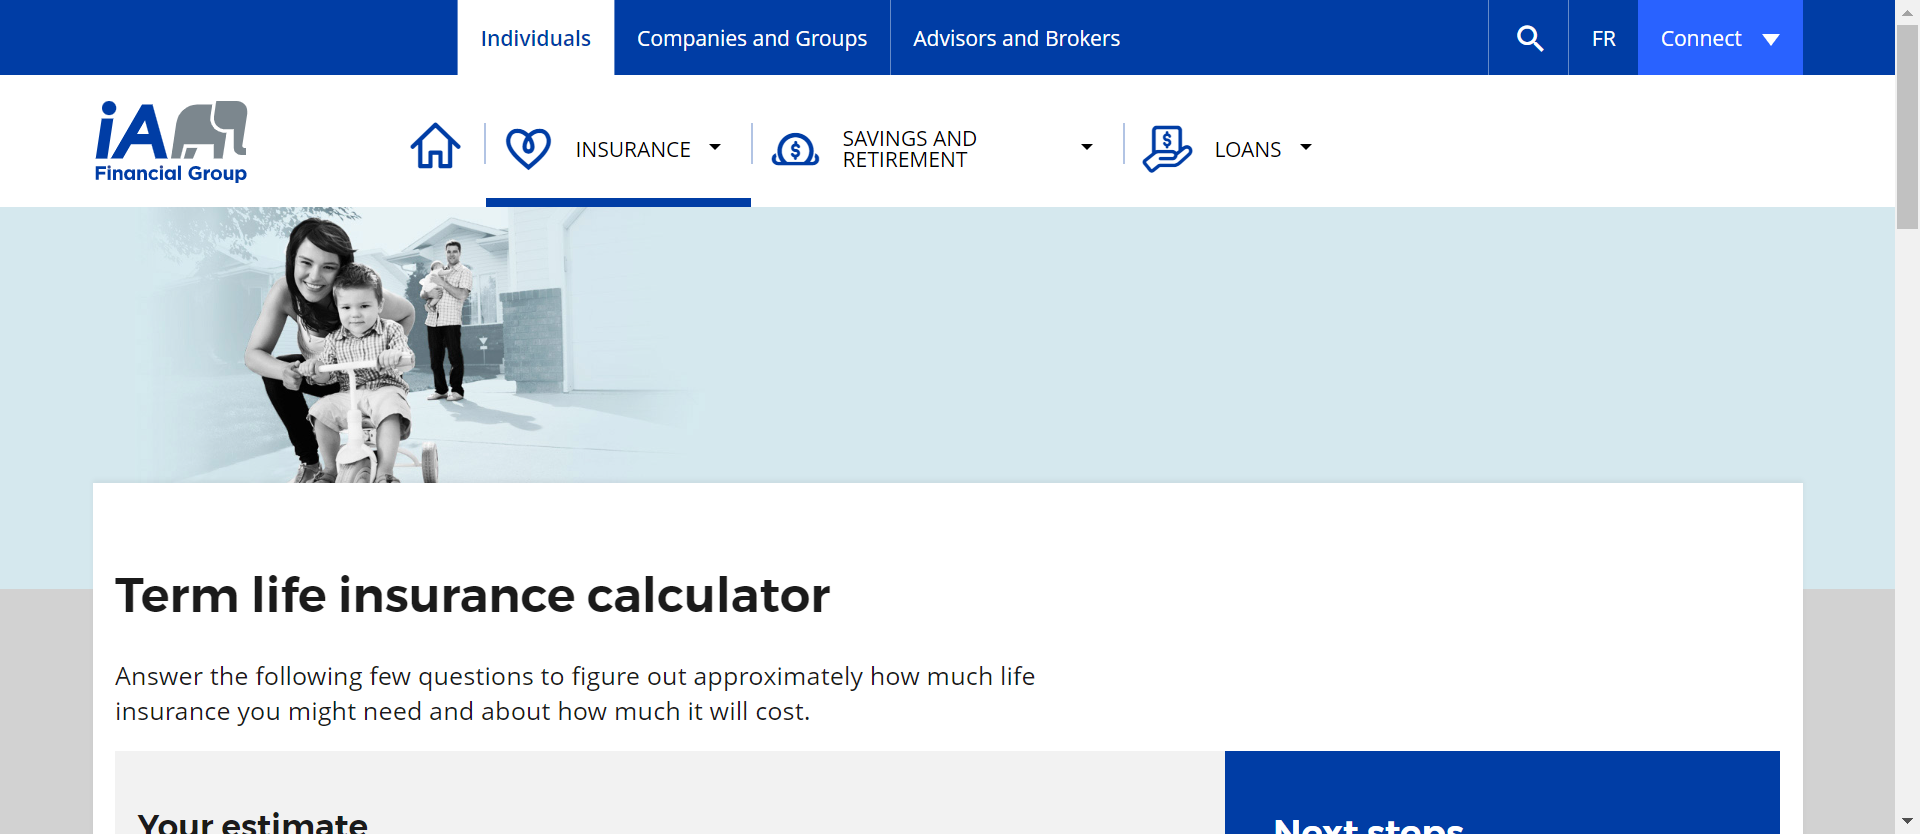 Individuals
Companies and Groups
Advisors and Brokers
FR
Connect
iA
Financial Group
INSURANCE
SAVINGS AND
RETIREMENT
LOANS
Term life insurance calculator
Answer the following few questions to figure out approximately how much life
insurance you might need and about how much it will cost.
Your estimate
Next steps